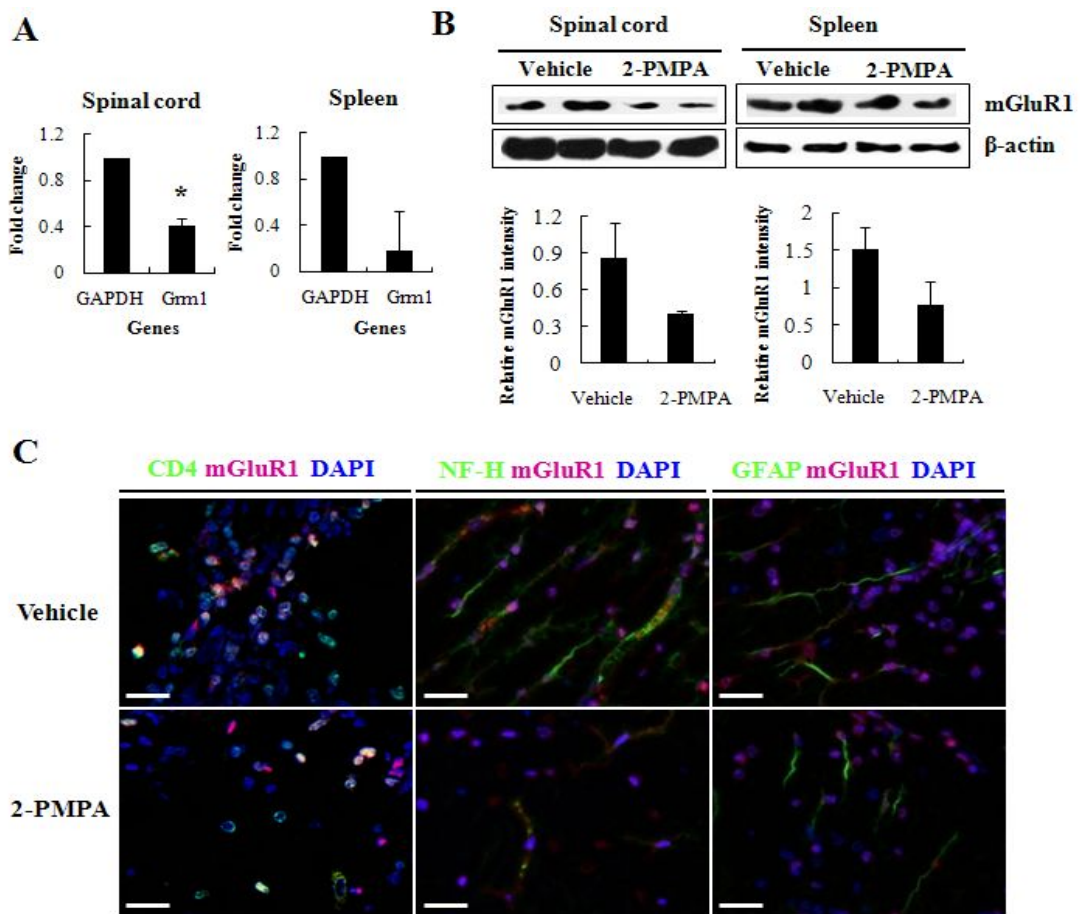 A
Spinal cord
Fold change
1.2
0.8
0.4
0
*
GAPDH Grm1
Genes
Spleen
Fold change
1.2
0.8
0.4
0
GAPDH Grm1
Genes
B
Spinal cord Spleen
Vehicle 2-PMPA Vehicle 2-PMPA
mGluR1
β-actin
Relative mGluR1 intensity
1.2
0.9
0.6
0.3
0
Vehicle 2-PMPA
Relative mGluR1 intensity
2
1.5
1
0.5
0
Vehicle 2-PMPA
C
CD4 mGluR1 DAPI NF-H mGluR1 DAPI GFAP mGluR1 DAPI
Vehicle
2-PMPA